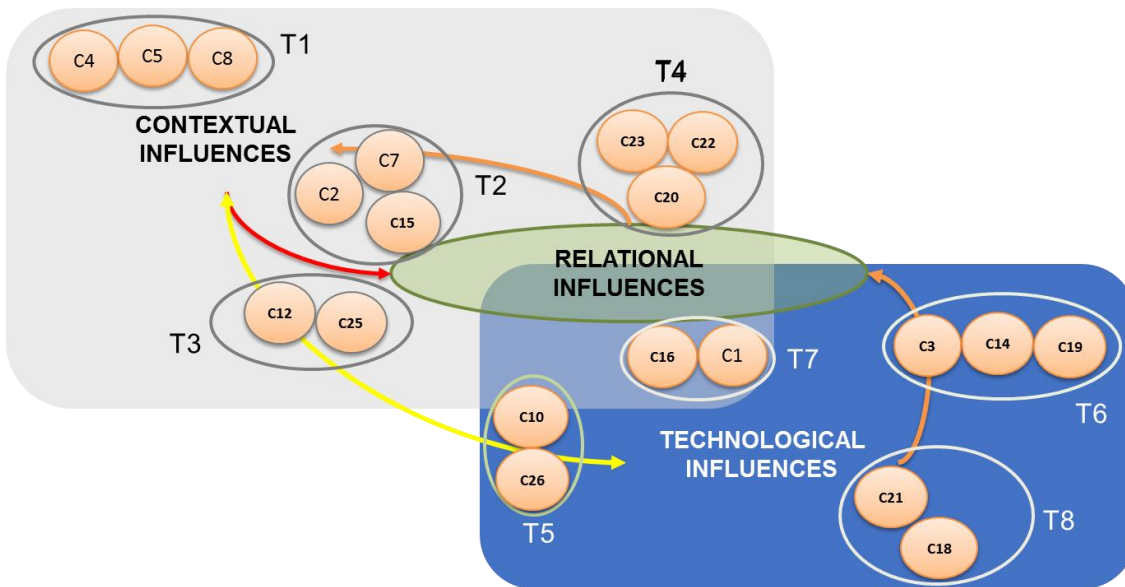 C4
C5
C8
T1
CONTEXTUAL
INFLUENCES
C7
C2
C15
T2
T4
C23
C22
C20
RELATIONAL
INFLUENCES
C12
C25
T3
C16
C1
T7
C3
C14
C19
T6
C10
C26
T5
TECHNOLOGICAL
INFLUENCES
C21
C18
T8